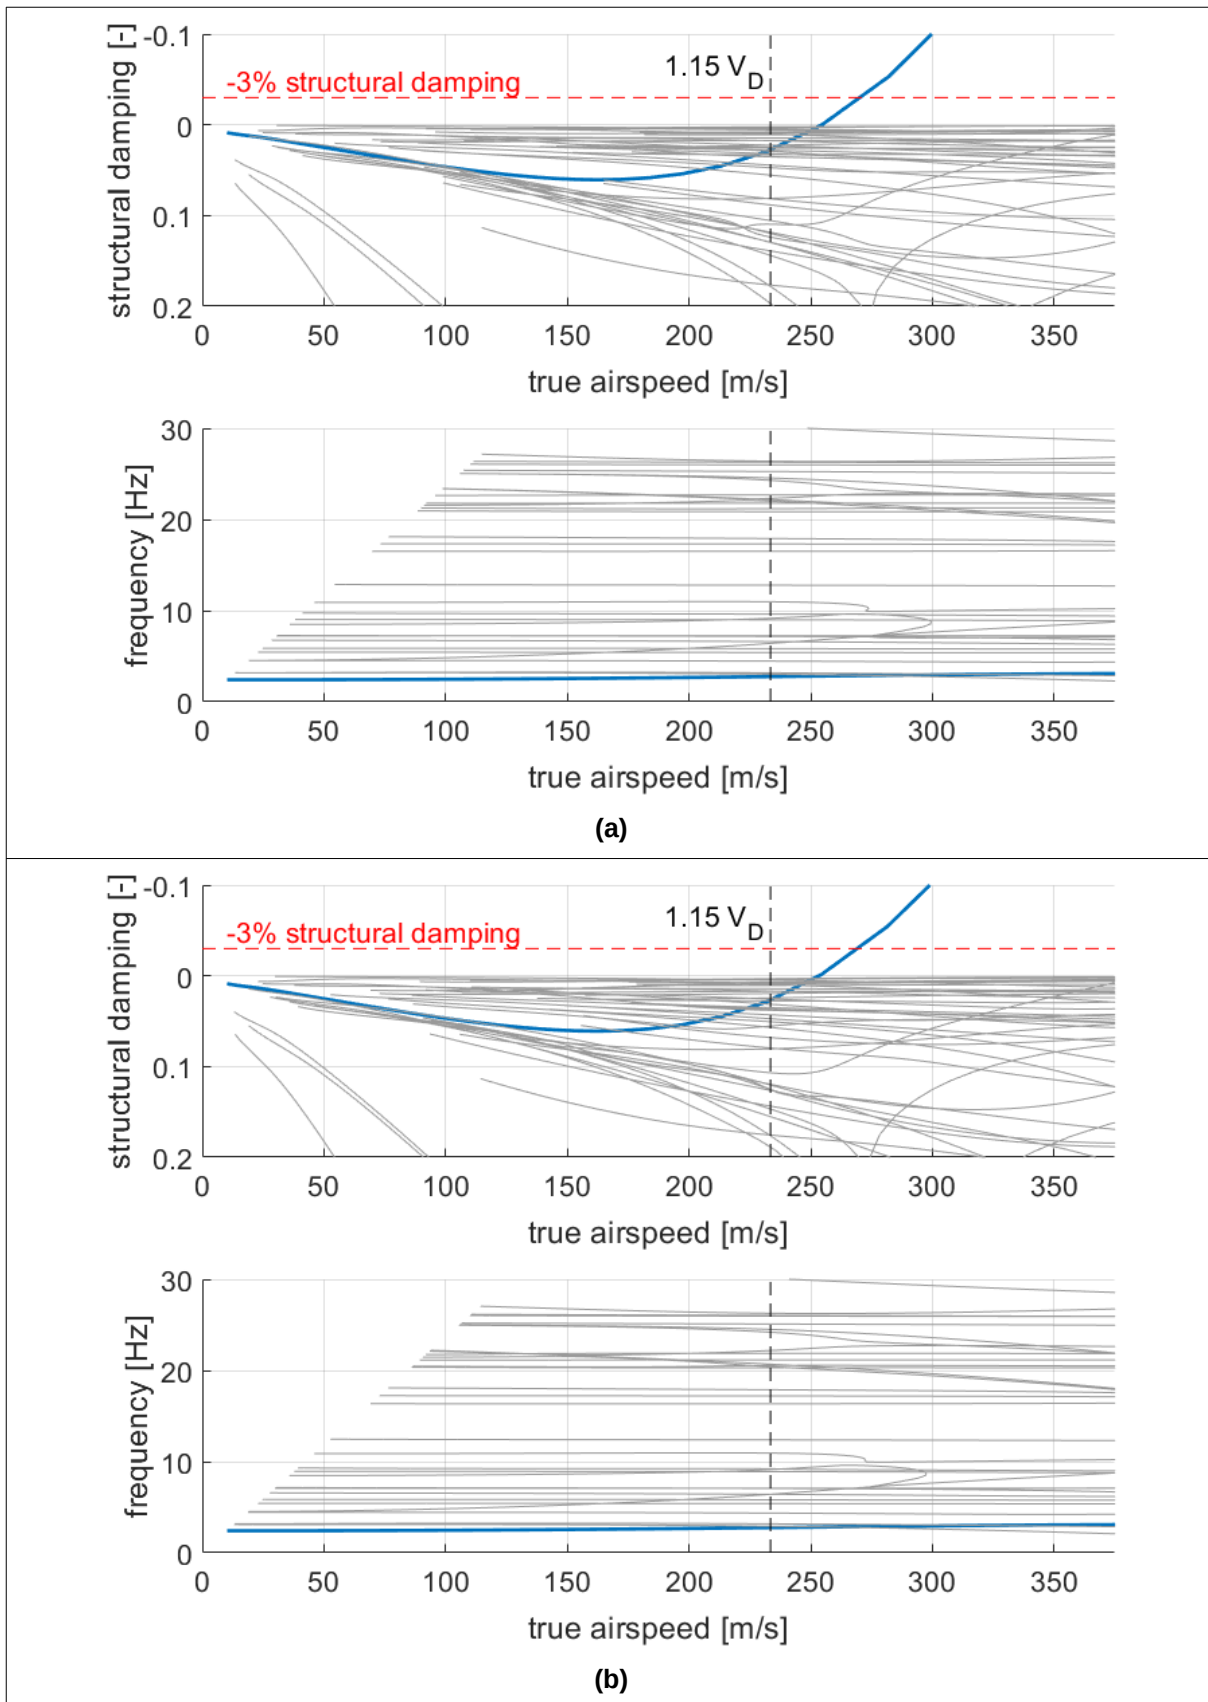 structural damping [-]
-0.1
0
0.1
0.2
-3% structural damping
1.15 V_D
0 50 100 150 200 250 300 350
true airspeed [m/s]
frequency [Hz]
30
20
10
0
0 50 100 150 200 250 300 350
true airspeed [m/s]
(a)
structural damping [-]
-0.1
0
0.1
0.2
-3% structural damping
1.15 V_D
0 50 100 150 200 250 300 350
true airspeed [m/s]
frequency [Hz]
30
20
10
0
0 50 100 150 200 250 300 350
true airspeed [m/s]
(b)